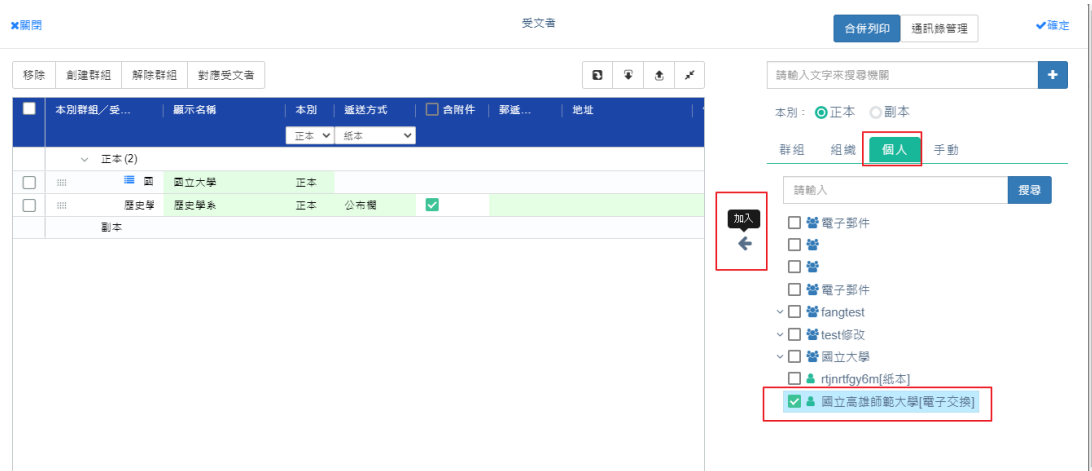 ✖關閉
受文者
合併列印 通訊錄管理
✔確定
移除 創建群組 解除群組 對應受文者
本別群組／受... 顯示名稱 本別 遞送方式 含附件 郵遞... 地址
正本 紙本
正本(2)
國 國立大學 正本
歷史學 歷史學系 正本 公布欄
副本
加入
請輸入文字來搜尋機關
本別： 正本 副本
群組 組織 個人 手動
請輸入 搜尋
電子郵件
電子郵件
fangtest
test修改
國立大學
rtjnrtfgy6m[紙本]
國立高雄師範大學[電子交換]